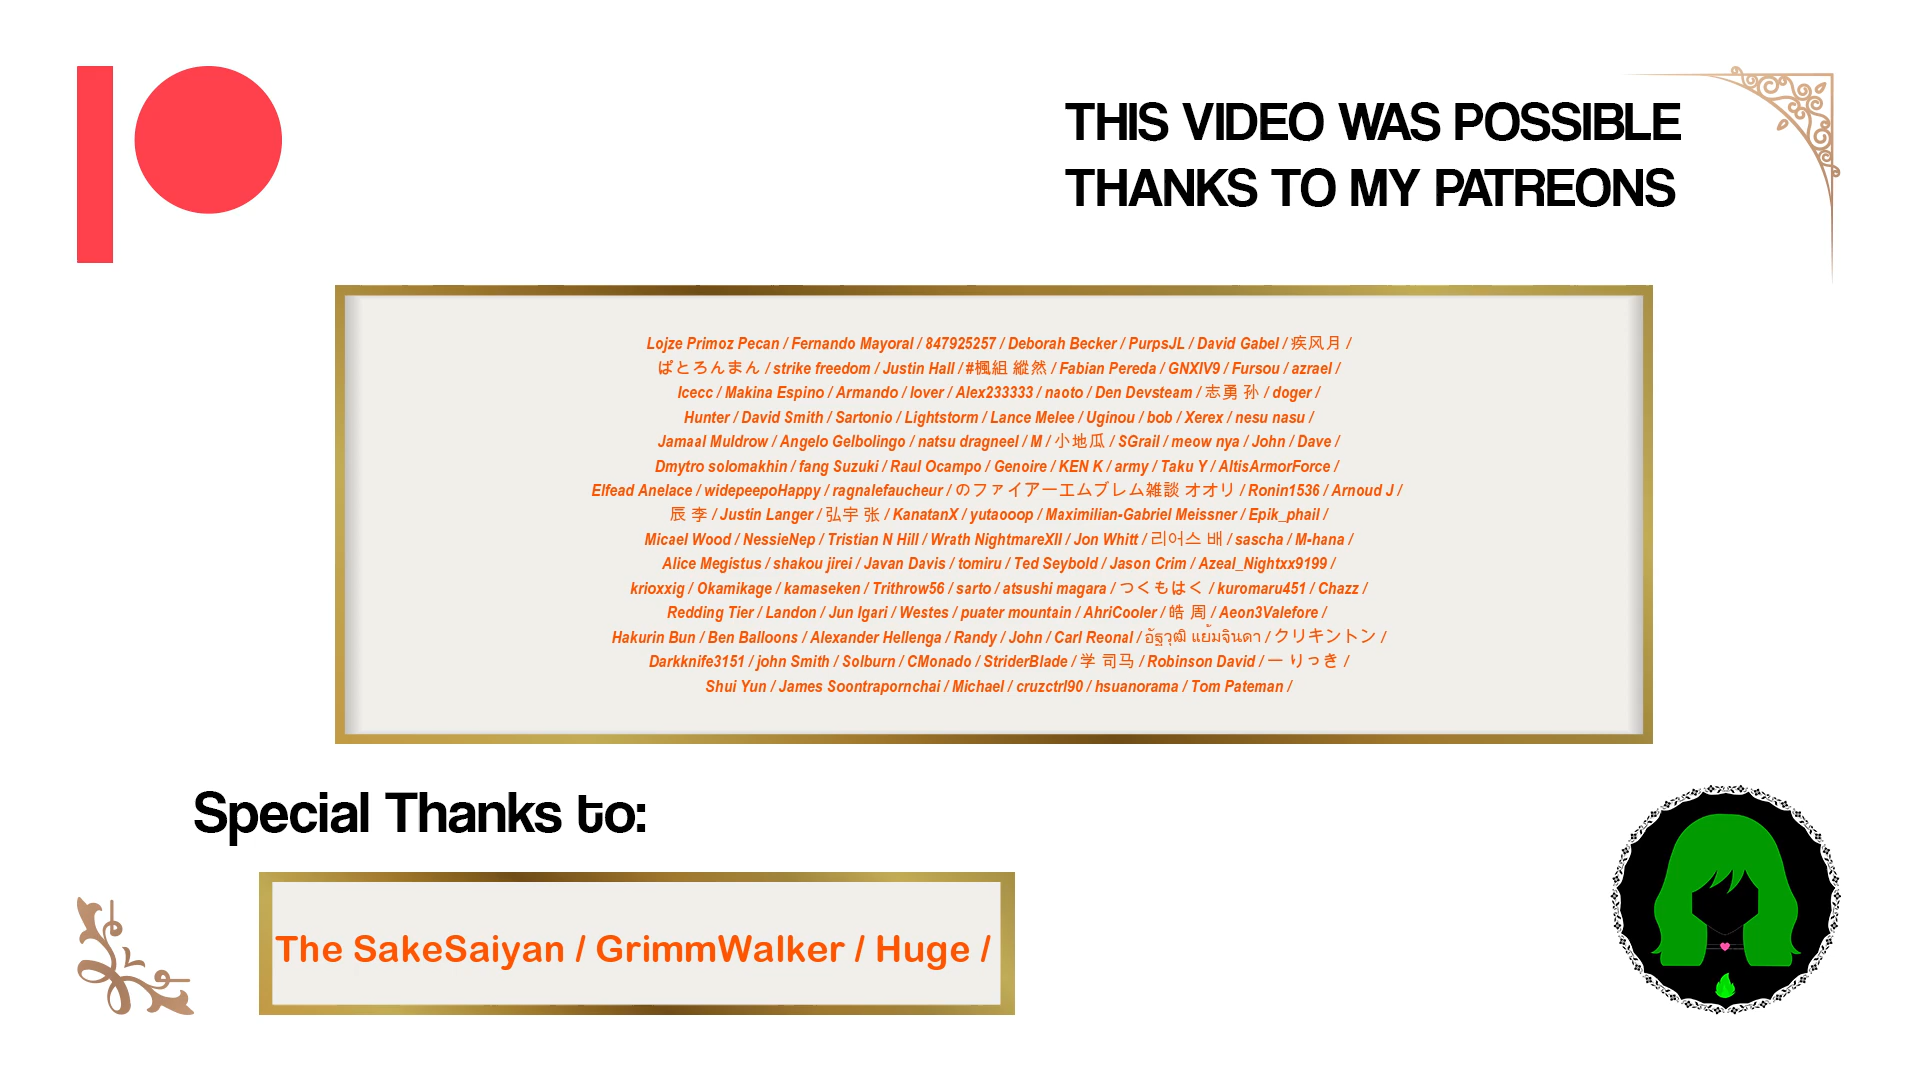 THIS VIDEO WAS POSSIBLE
THANKS TO MY PATREONS
Lojze Primoz Pecan / Fernando Mayoral / 847925257 / Deborah Becker / PurpsJL / David Gabel / 疾风月 /
ぱとろんまん / strike freedom / Justin Hall / #楓組 縱然 / Fabian Pereda / GNXIV9 / Fursou / azrael /
Icecc / Makina Espino / Armando / lover / Alex233333 / naoto / Den Devsteam / 志勇 孙 / doger /
Hunter / David Smith / Sartonio / Lightstorm / Lance Melee / Uginou / bob / Xerex / nesu nasu /
Jamaal Muldrow / Angelo Gelbolingo / natsu dragneel / M / 小地瓜 / SGrail / meow nya / John / Dave /
Dmytro solomakhin / fang Suzuki / Raul Ocampo / Genoire / KEN K / army / Taku Y / AltisArmorForce /
Elfead Anelace / widepeepoHappy / ragnalefaucheur / のファイアーエムブレム雑談 オオリ / Ronin1536 / Arnoud J /
辰 李 / Justin Langer / 弘宇 张 / KanatanX / yutaooop / Maximilian-Gabriel Meissner / Epik_phail /
Micael Wood / NessieNep / Tristian N Hill / Wrath NightmareXII / Jon Whitt / 리어스 배 / sascha / M-hana /
Alice Megistus / shakou jirei / Javan Davis / tomiru / Ted Seybold / Jason Crim / Azeal_Nightxx9199 /
krioxxig / Okamikage / kamaseken / Trithrow56 / sarto / atsushi magara / つくもはく / kuromaru451 / Chazz /
Redding Tier / Landon / Jun Igari / Westes / puater mountain / AhriCooler / 皓 周 / Aeon3Valefore /
Hakurin Bun / Ben Balloons / Alexander Hellenga / Randy / John / Carl Reonal / อัฐวุฒิ แย้มจินดา / クリキントン /
Darkknife3151 / john Smith / Solburn / CMonado / StriderBlade / 学 司马 / Robinson David / 一 りっき /
Shui Yun / James Soontrapornchai / Michael / cruzctrl90 / hsuanorama / Tom Pateman /
Special Thanks to:
The SakeSaiyan / GrimmWalker / Huge /